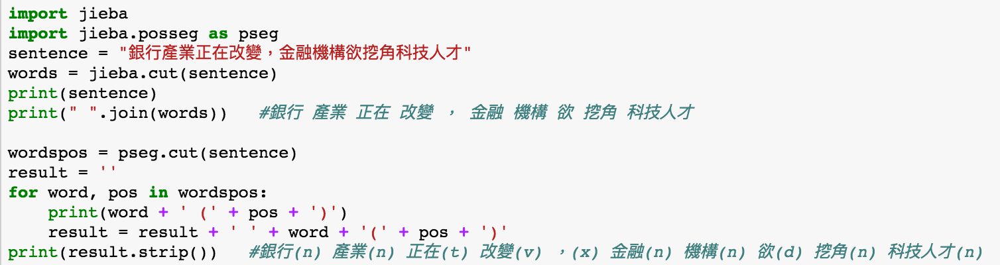 import jieba
import jieba.posseg as pseg
sentence = "銀行產業正在改變，金融機構欲挖角科技人才"
words = jieba.cut(sentence)
print(sentence)
print(" ".join(words))   #銀行 產業 正在 改變 ， 金融 機構 欲 挖角 科技人才
wordspos = pseg.cut(sentence)
result = ''
for word, pos in wordspos:
    print(word + ' (' + pos + ')')
    result = result + ' ' + word + '(' + pos + ')'
print(result.strip())   #銀行(n) 產業(n) 正在(t) 改變(v) ，(x) 金融(n) 機構(n) 欲(d) 挖角(n) 科技人才(n)